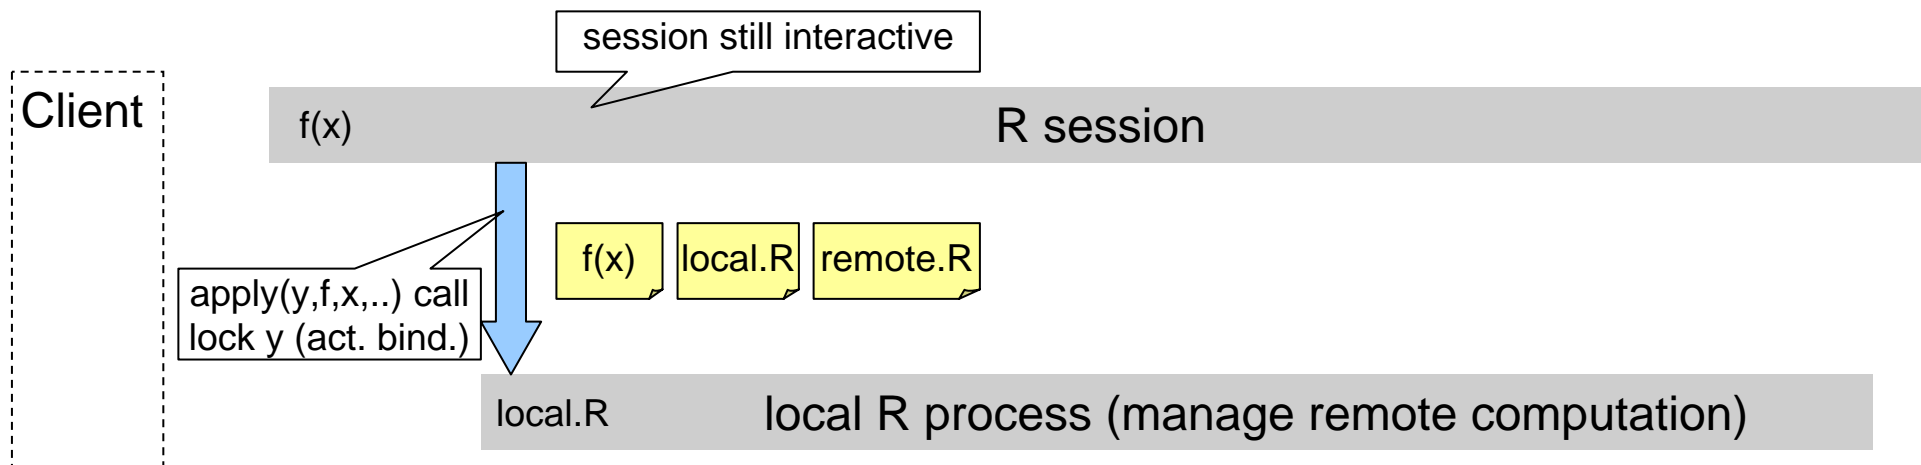 session still interactive
Client
f(x)
R session
f(x)
local.R
remote.R
apply(y,f,x,..) call
lock y (act. bind.)
local.R
local R process (manage remote computation)